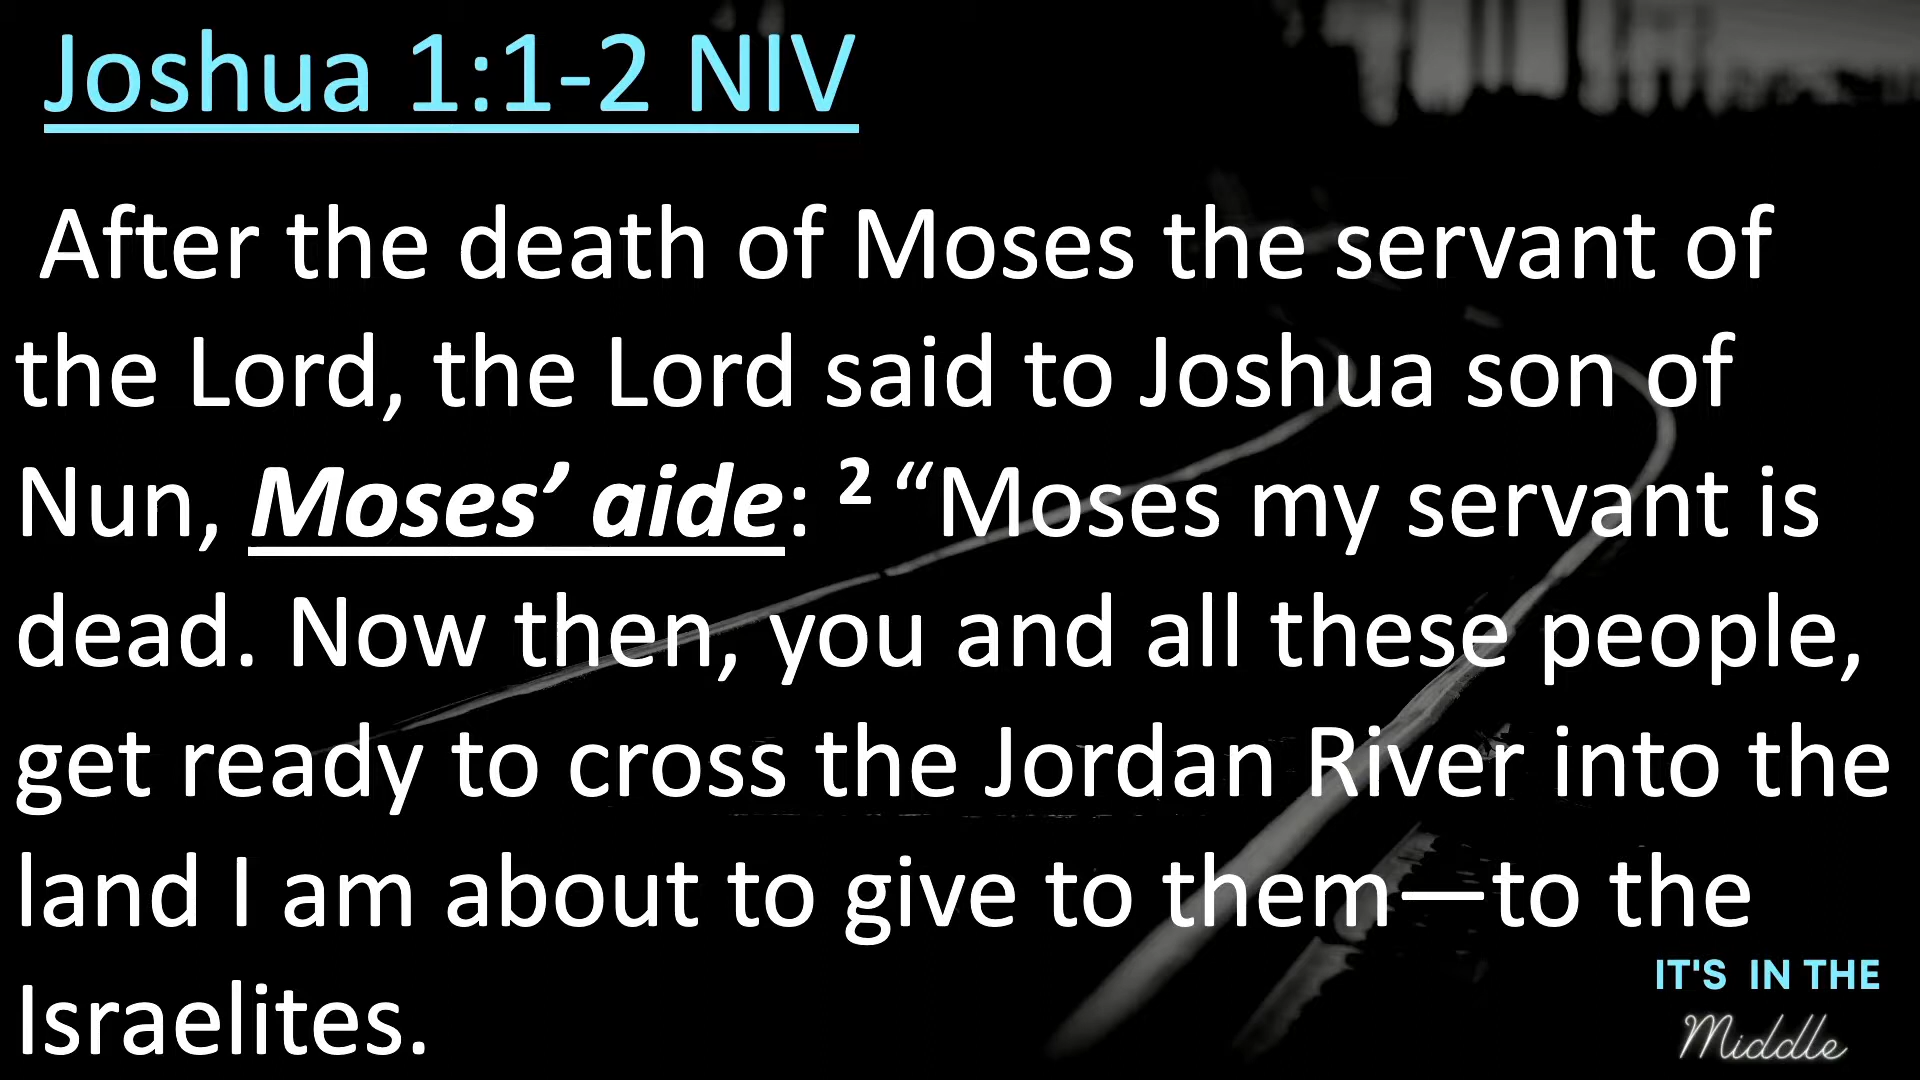 Joshua 1:1-2 NIV
After the death of Moses the servant of
the Lord, the Lord said to Joshua son of
Nun, Moses’ aide: ² “Moses my servant is
dead. Now then, you and all these people,
get ready to cross the Jordan River into the
land I am about to give to them—to the
Israelites.
IT'S IN THE
Middle